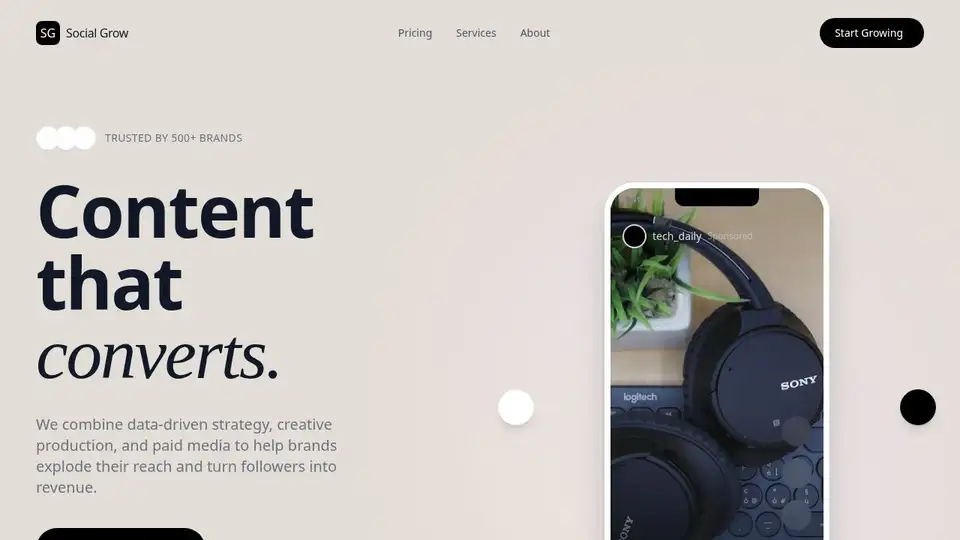 SG Social Grow
Pricing
Services
About
Start Growing
TRUSTED BY 500+ BRANDS
Content
that
converts.
We combine data-driven strategy, creative
production, and paid media to help brands
explode their reach and turn followers into
revenue.
tech_daily Sponsored
SONY
logitech
SONY